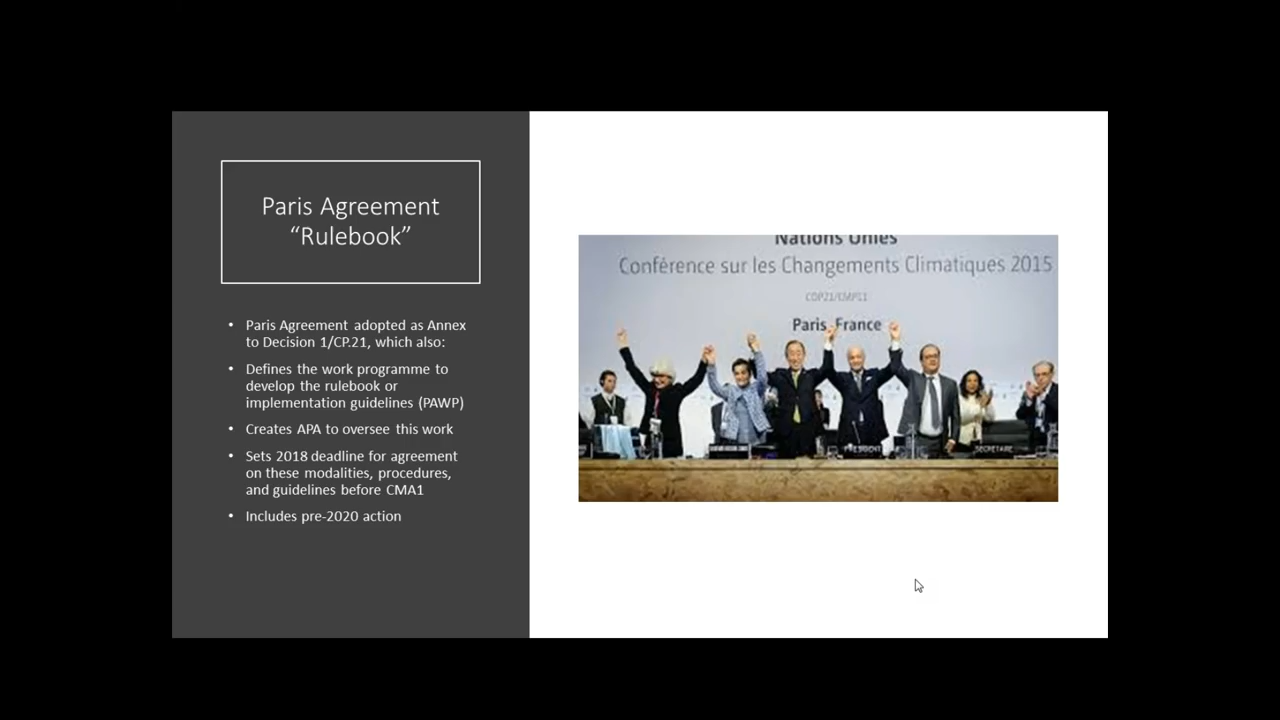 Paris Agreement
“Rulebook”
• Paris Agreement adopted as Annex
to Decision 1/CP.21, which also:
• Defines the work programme to
develop the rulebook or
implementation guidelines (PAWP)
• Creates APA to oversee this work
• Sets 2018 deadline for agreement
on these modalities, procedures,
and guidelines before CMA1
• Includes pre-2020 action
Nations Unies
Conférence sur les Changements Climatiques 2015
COP21/CMP11
Paris, France
PRESIDENT
SECRETAIRE